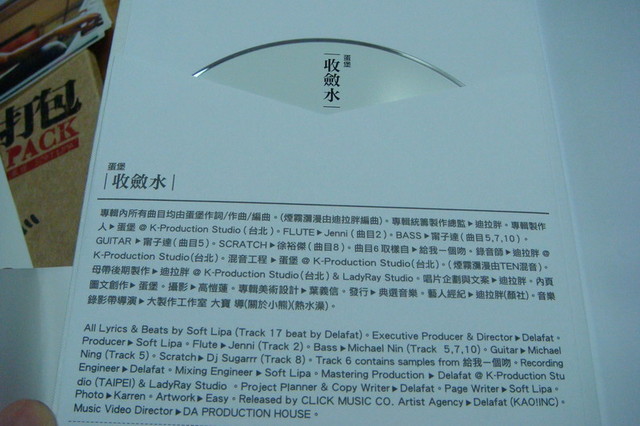 打包
PACK
蛋堡
收斂水
蛋堡
|收斂水|
專輯內所有曲目均由蛋堡作詞/作曲/編曲。(煙霧瀰漫由迪拉胖編曲)。專輯統籌製作總監▶迪拉胖。專輯製作
人▶蛋堡 @ K-Production Studio (台北)。FLUTE▶Jenni (曲目2)。BASS▶甯子達(曲目5,7,10)。
GUITAR▶甯子達(曲目5)。SCRATCH▶徐裕傑(曲目8)。曲目6取樣自▶給我一個吻。錄音師▶迪拉胖 @
K-Production Studio(台北)。混音工程▶蛋堡 @ K-Production Studio(台北)。(煙霧瀰漫由TEN混音)。
母帶後期製作▶迪拉胖 @ K-Production Studio(台北) & LadyRay Studio。唱片企劃與文案▶迪拉胖。內頁
圖文創作▶蛋堡。攝影▶高愷蓮。專輯美術設計▶葉義信。發行▶典選音樂。藝人經紀▶迪拉胖(顏社)。音樂
錄影帶導演▶大製作工作室 大寶 導(關於小熊)(熱水澡)。
All Lyrics & Beats by Soft Lipa (Track 17 beat by Delafat)。Executive Producer & Director▶Delafat。
Producer▶Soft Lipa。Flute▶Jenni (Track 2)。Bass▶Michael Nin (Track 5,7,10)。Guitar▶Michael
Ning (Track 5)。Scratch▶Dj Sugarrr (Track 8)。Track 6 contains samples from 給我一個吻。Recording
Engineer▶Delafat。Mixing Engineer▶Soft Lipa。Mastering Production▶Delafat @ K-Production Stu
dio (TAIPEI) & LadyRay Studio 。Project Planner & Copy Writer▶Delafat。Page Writer▶Soft Lipa。
Photo▶Karren。Artwork▶Easy。Released by CLICK MUSIC CO. Artist Agency▶Delafat (KAO!INC)。
Music Video Director▶DA PRODUCTION HOUSE。